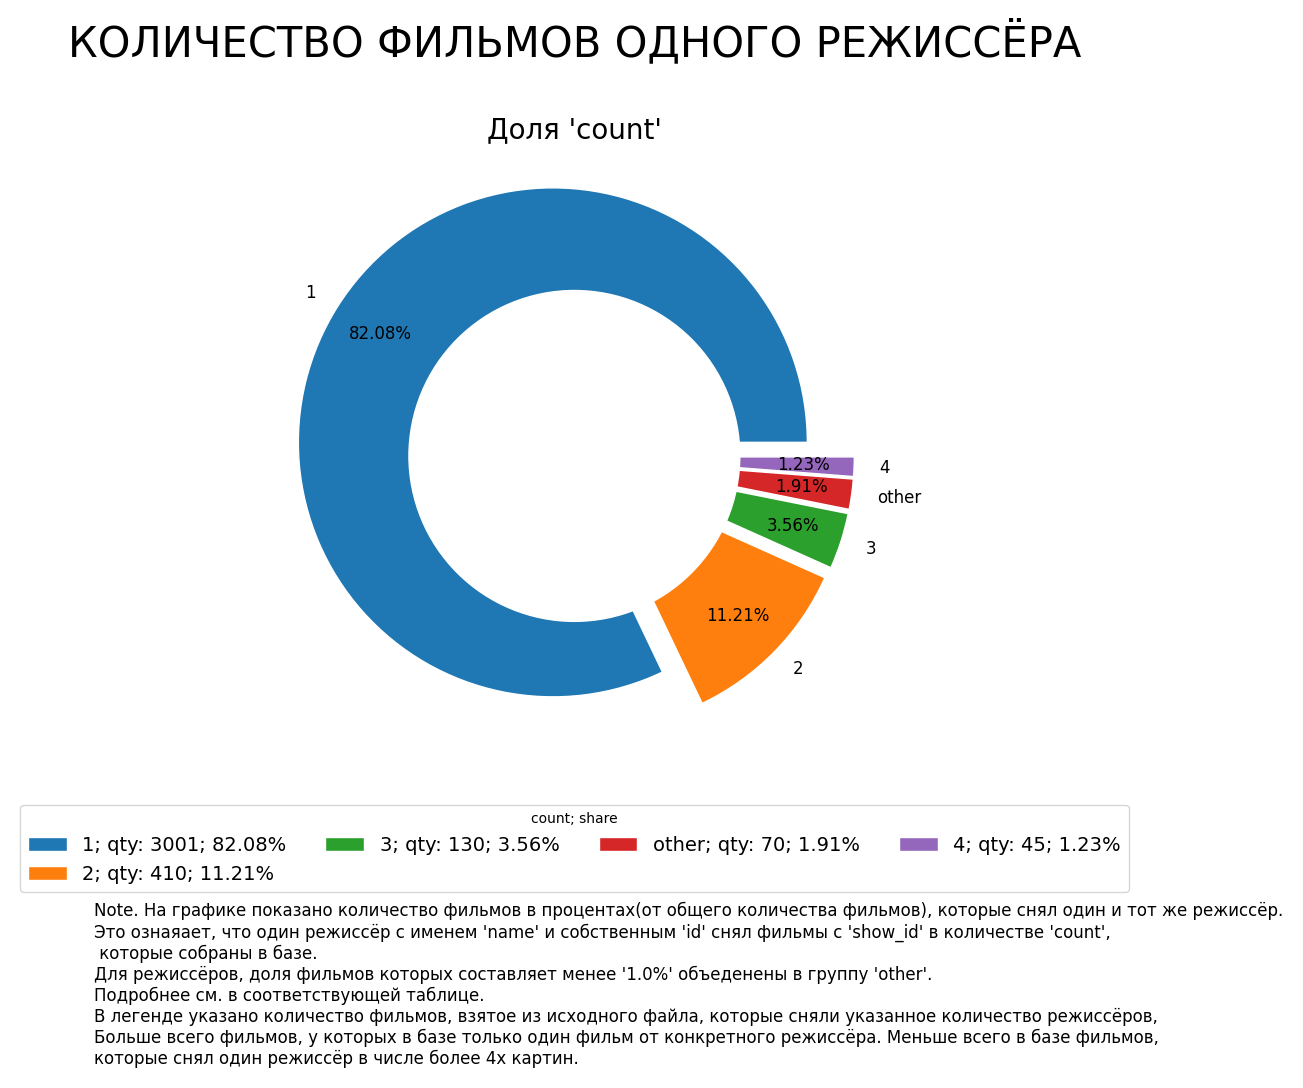 КОЛИЧЕСТВО ФИЛЬМОВ ОДНОГО РЕЖИССЁРА
Доля 'count'
1
82.08%
1.23%
4
1.91%
other
3.56%
3
11.21%
2
count; share
1; qty: 3001; 82.08%
3; qty: 130; 3.56%
other; qty: 70; 1.91%
4; qty: 45; 1.23%
2; qty: 410; 11.21%
Note. На графике показано количество фильмов в процентах(от общего количества фильмов), которые снял один и тот же режиссёр.
Это ознаяает, что один режиссёр с именем 'name' и собственным 'id' снял фильмы с 'show_id' в количестве 'count',
которые собраны в базе.
Для режиссёров, доля фильмов которых составляет менее '1.0%' объеденены в группу 'other'.
Подробнее см. в соответствующей таблице.
В легенде указано количество фильмов, взятое из исходного файла, которые сняли указанное количество режиссёров,
Больше всего фильмов, у которых в базе только один фильм от конкретного режиссёра. Меньше всего в базе фильмов,
которые снял один режиссёр в числе более 4х картин.